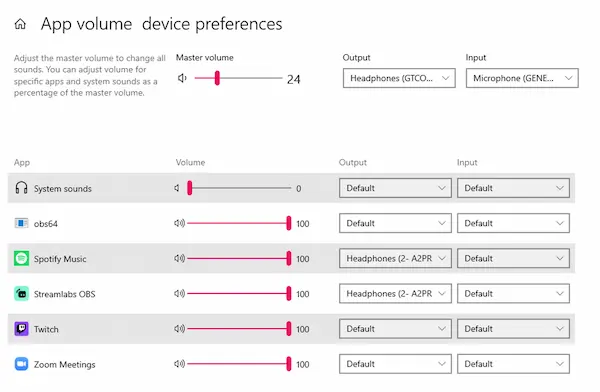 App volume device preferences
Adjust the master volume to change all
sounds. You can adjust volume for
specific apps and system sounds as a
percentage of the master volume.
Master volume
24
Output
Headphones (GTCO...
Input
Microphone (GENE...
App Volume Output Input
System sounds 0 Default Default
obs64 100 Default Default
Spotify Music 100 Headphones (2- A2PR Default
Streamlabs OBS 100 Headphones (2- A2PR Default
Twitch 100 Default Default
Zoom Meetings 100 Default Default